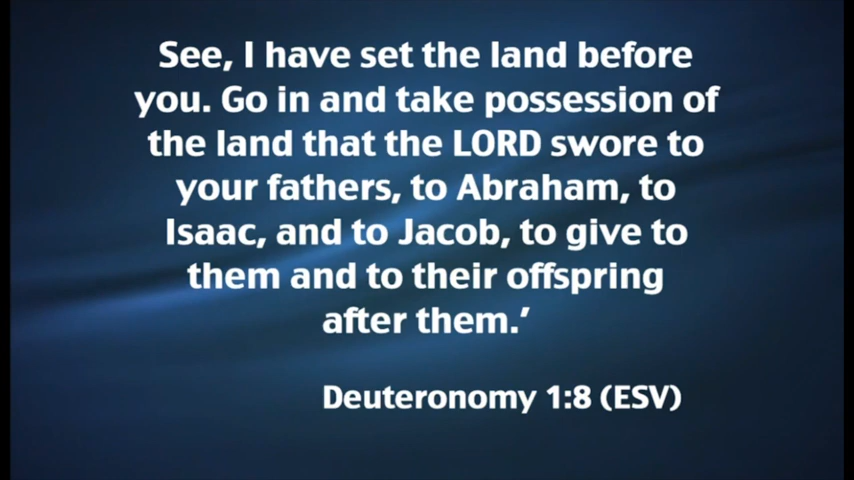 See, I have set the land before
you. Go in and take possession of
the land that the LORD swore to
your fathers, to Abraham, to
Isaac, and to Jacob, to give to
them and to their offspring
after them.’
Deuteronomy 1:8 (ESV)